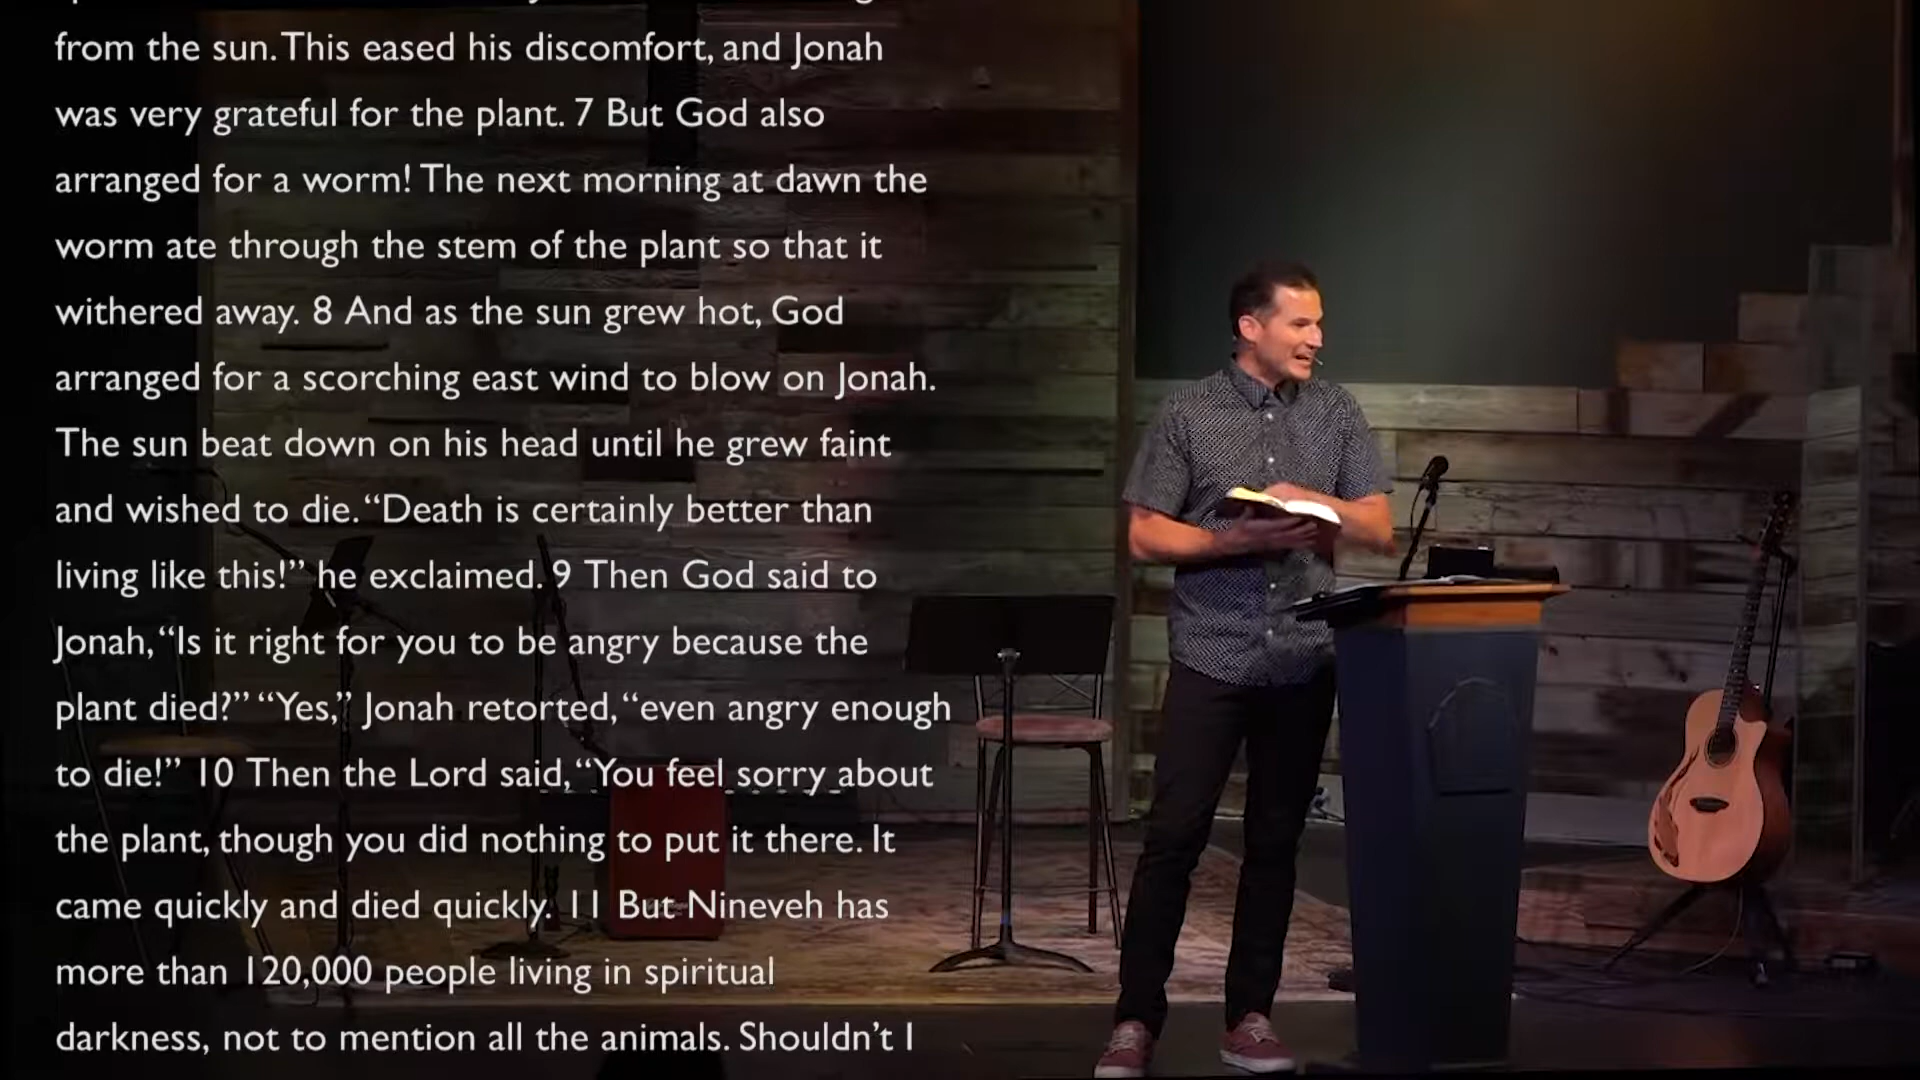 from the sun. This eased his discomfort, and Jonah
was very grateful for the plant. 7 But God also
arranged for a worm! The next morning at dawn the
worm ate through the stem of the plant so that it
withered away. 8 And as the sun grew hot, God
arranged for a scorching east wind to blow on Jonah.
The sun beat down on his head until he grew faint
and wished to die. “Death is certainly better than
living like this!” he exclaimed. 9 Then God said to
Jonah, “Is it right for you to be angry because the
plant died?” “Yes,” Jonah retorted, “even angry enough
to die!” 10 Then the Lord said, “You feel sorry about
the plant, though you did nothing to put it there. It
came quickly and died quickly. 11 But Nineveh has
more than 120,000 people living in spiritual
darkness, not to mention all the animals. Shouldn’t I